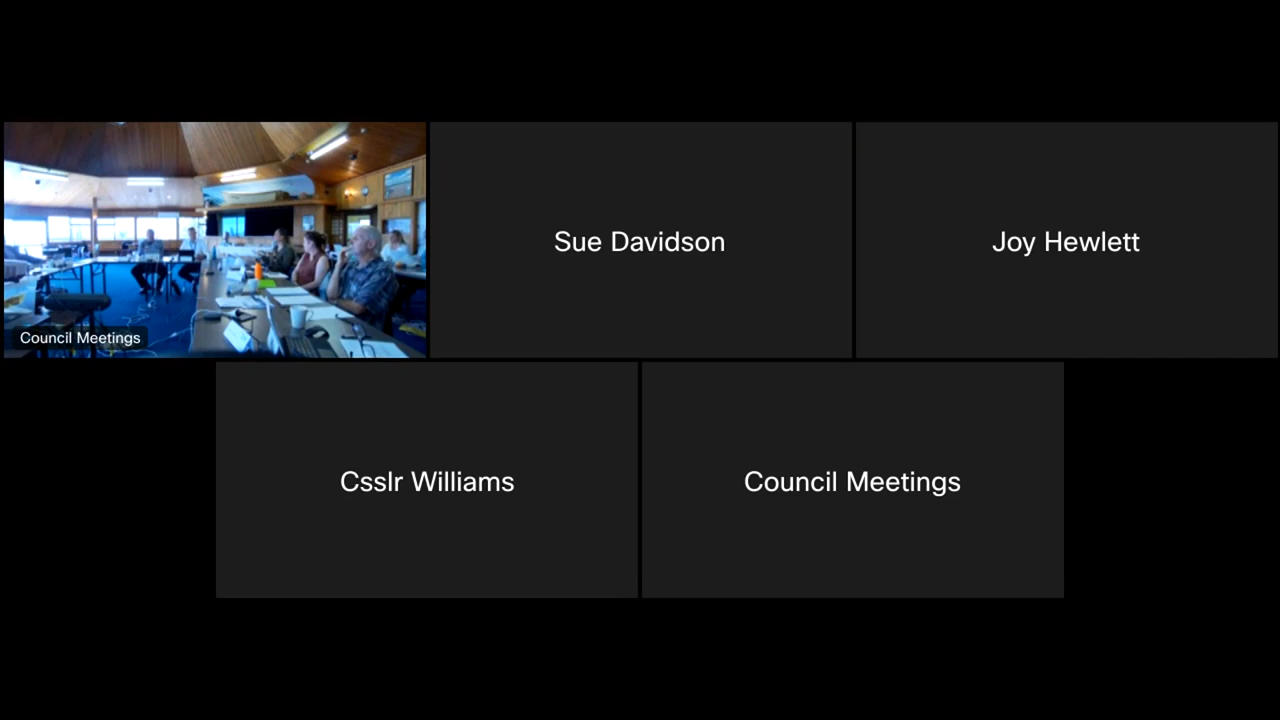 Council Meetings
Sue Davidson
Joy Hewlett
Csslr Williams
Council Meetings